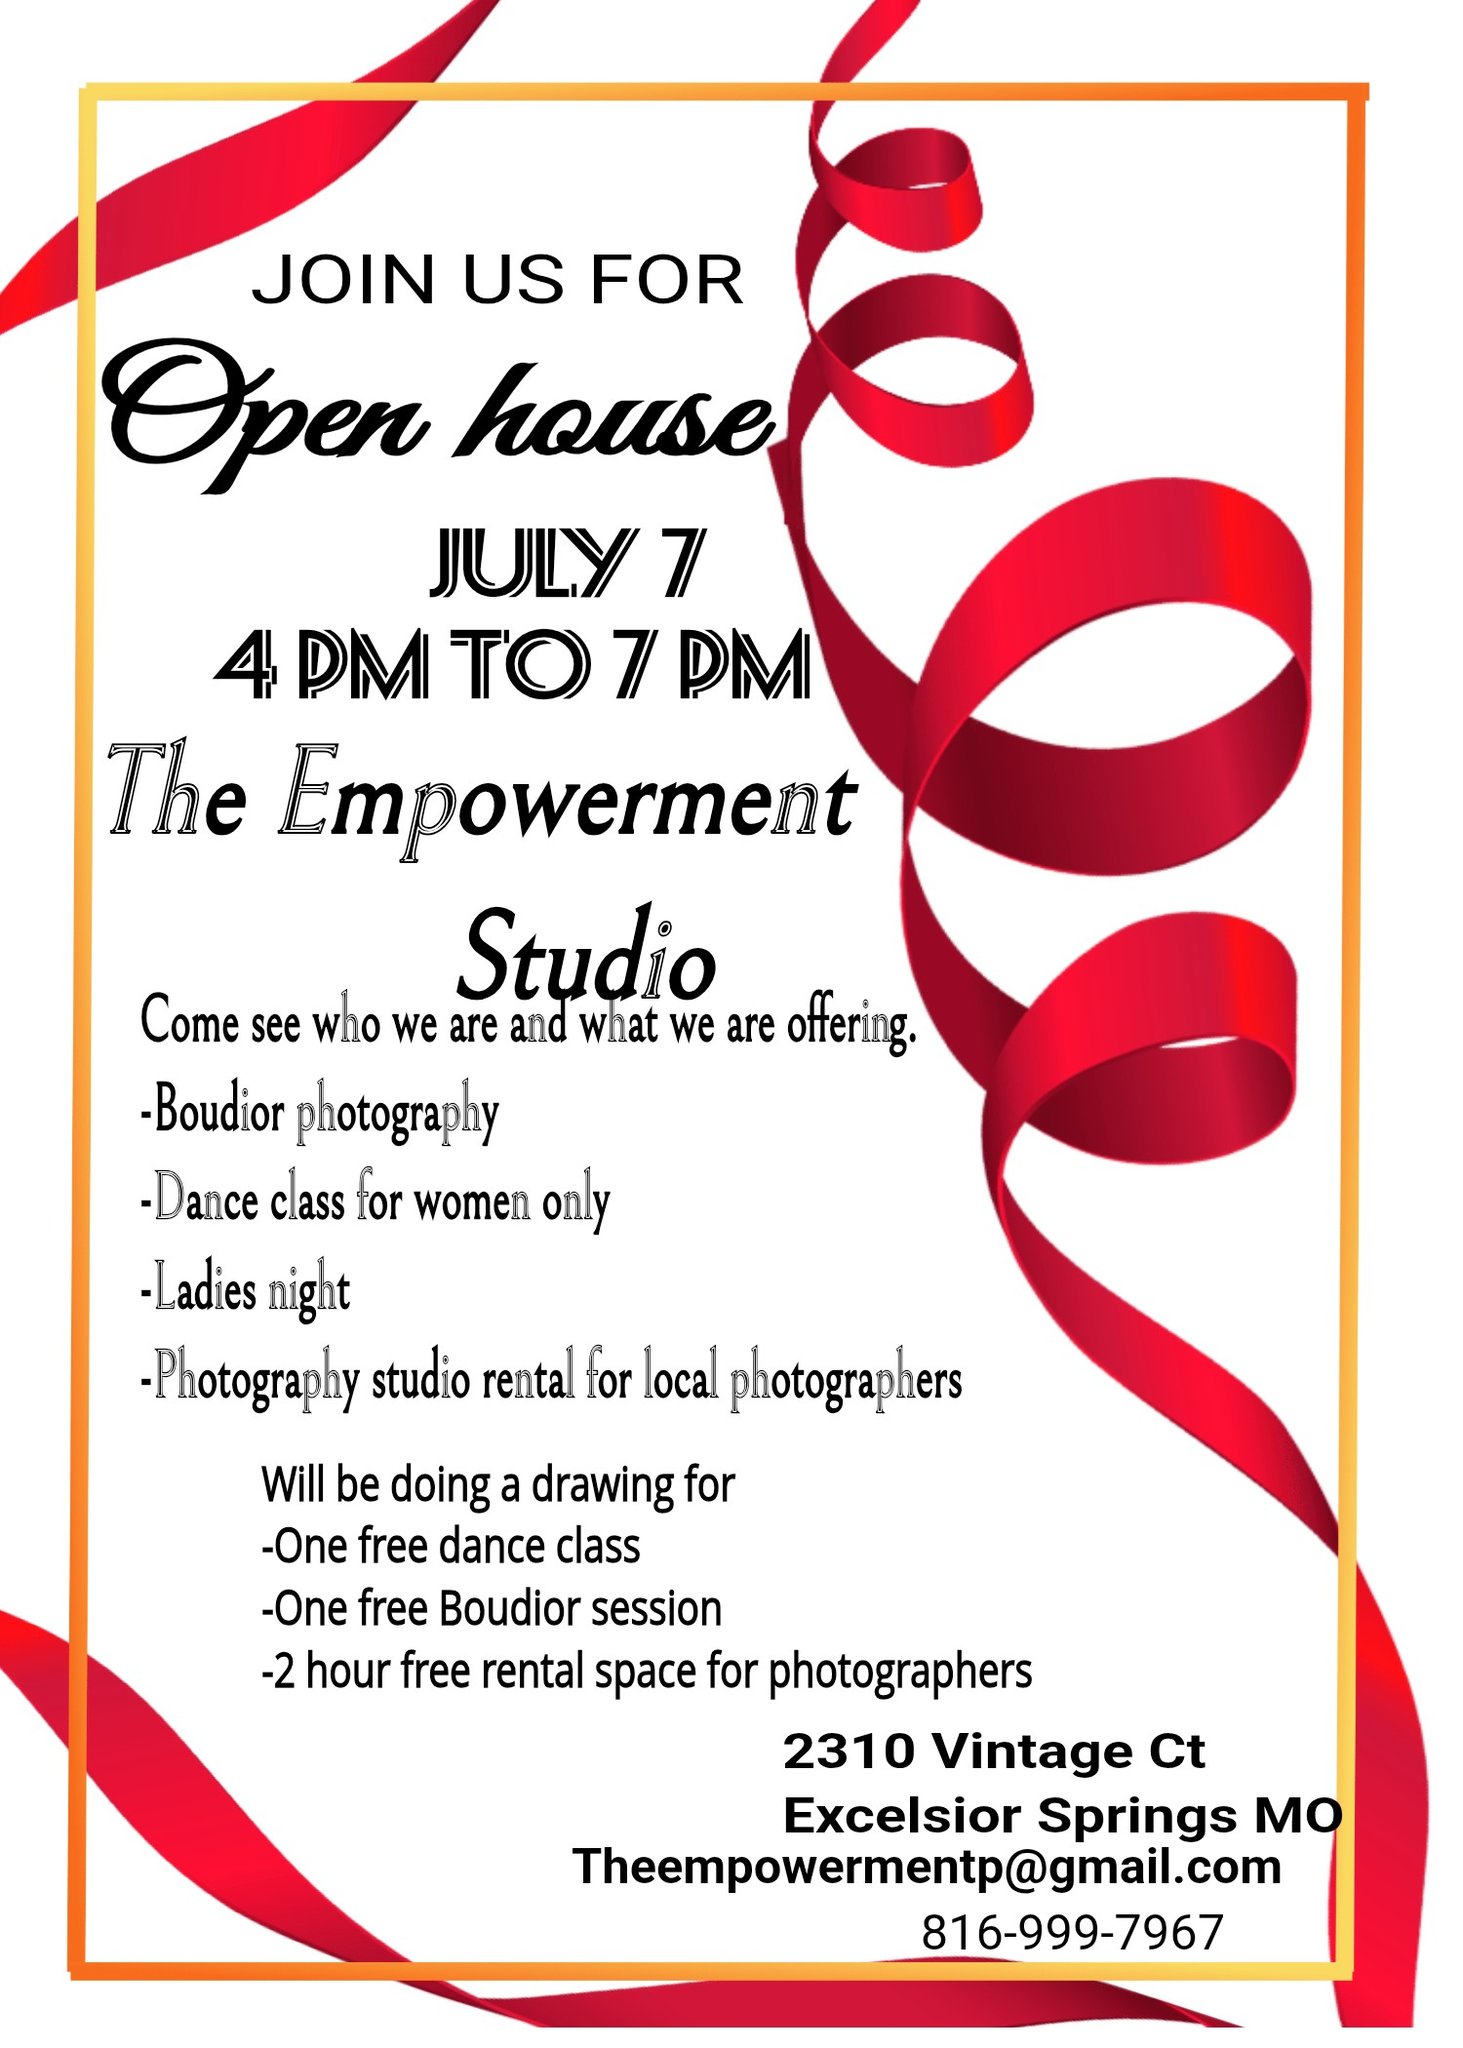 JOIN US FOR
Open house
JULY 7
4 PM TO 7 PM
The Empowerment
Studio
Come see who we are and what we are offering.
-Boudior photography
-Dance class for women only
-Ladies night
-Photography studio rental for local photographers
Will be doing a drawing for
-One free dance class
-One free Boudior session
-2 hour free rental space for photographers
2310 Vintage Ct
Excelsior Springs MO
Theempowermentp@gmail.com
816-999-7967